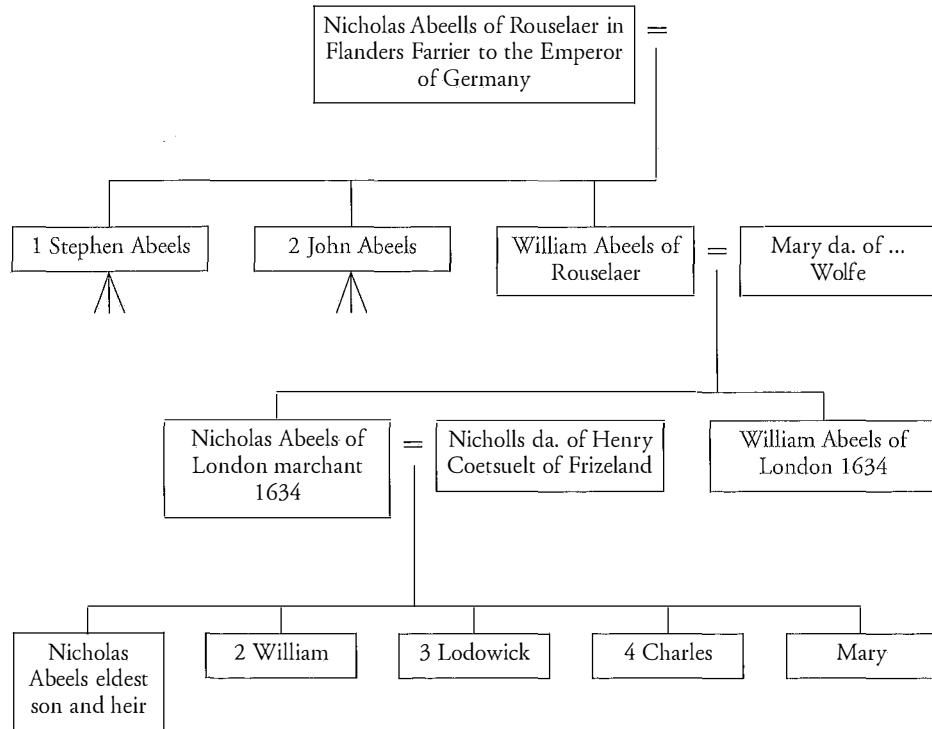 Nicholas Abeells of Rouselaer in
Flanders Farrier to the Emperor
of Germany
=
1 Stephen Abeels
2 John Abeels
William Abeels of
Rouselaer
=
Mary da. of ...
Wolfe
Nicholas Abeels of
London marchant
1634
=
Nicholls da. of Henry
Coetsuelt of Frizeland
William Abeels of
London 1634
Nicholas
Abeels eldest
son and heir
2 William
3 Lodowick
4 Charles
Mary